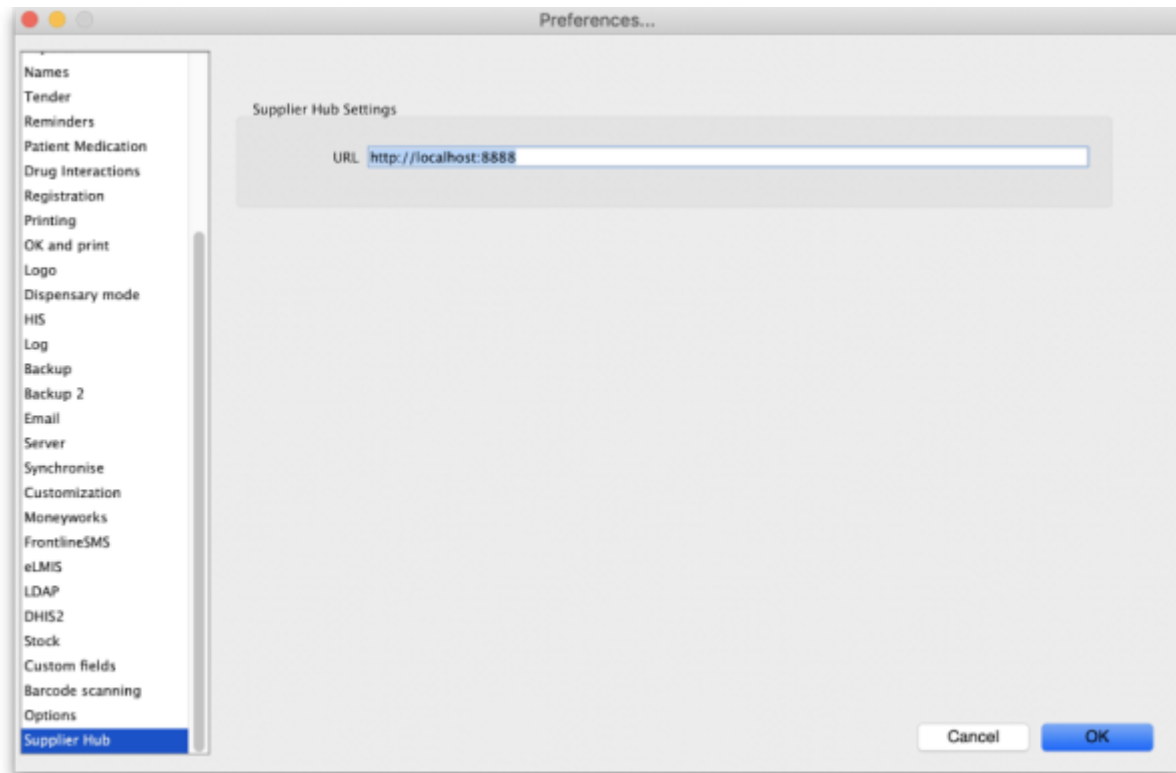 Preferences...
Names
Tender
Reminders
Patient Medication
Drug Interactions
Registration
Printing
OK and print
Logo
Dispensary mode
HIS
Log
Backup
Backup 2
Email
Server
Synchronise
Customization
Moneyworks
FrontlineSMS
eLMIS
LDAP
DHIS2
Stock
Custom fields
Barcode scanning
Options
Supplier Hub
Supplier Hub Settings
URL http://localhost:8888
Cancel OK